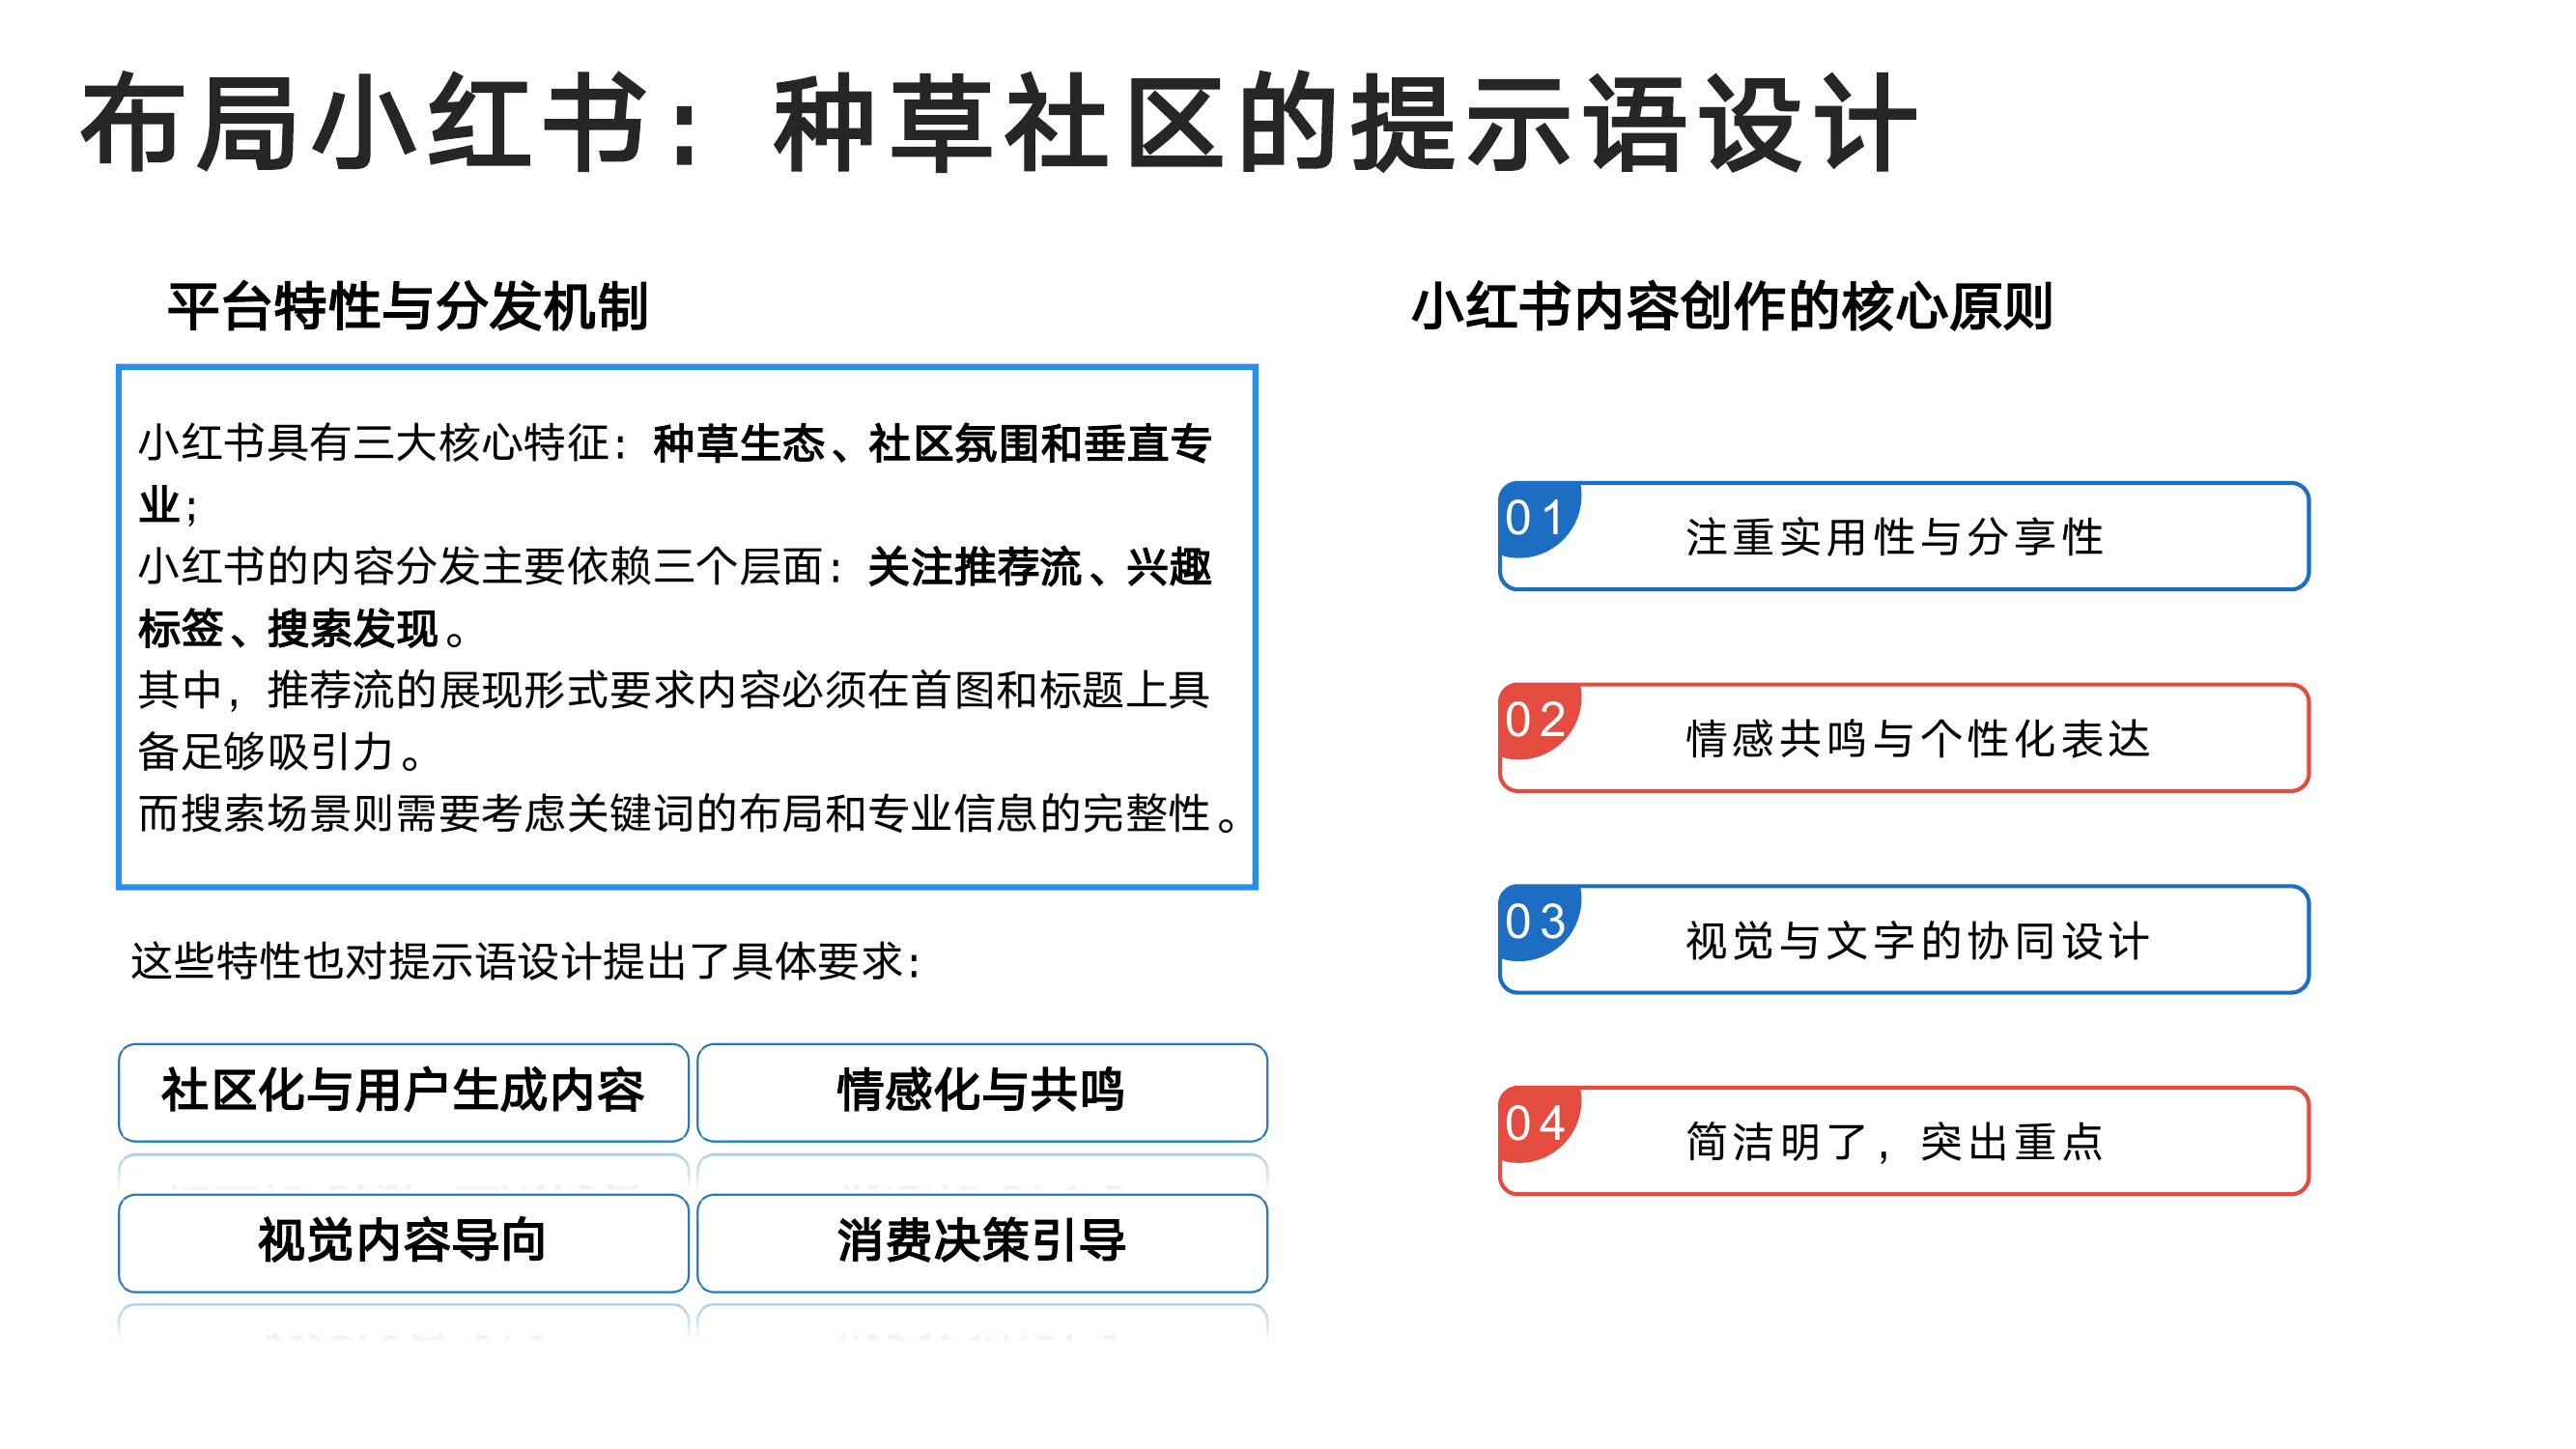 布局小红书：种草社区的提示语设计
平台特性与分发机制
小红书具有三大核心特征：种草生态、社区氛围和垂直专
业；
小红书的内容分发主要依赖三个层面：关注推荐流、兴趣
标签、搜索发现。
其中，推荐流的展现形式要求内容必须在首图和标题上具
备足够吸引力。
而搜索场景则需要考虑关键词的布局和专业信息的完整性。
这些特性也对提示语设计提出了具体要求：
社区化与用户生成内容
情感化与共鸣
视觉内容导向
消费决策引导
小红书内容创作的核心原则
01
注重实用性与分享性
02
情感共鸣与个性化表达
03
视觉与文字的协同设计
04
简洁明了，突出重点